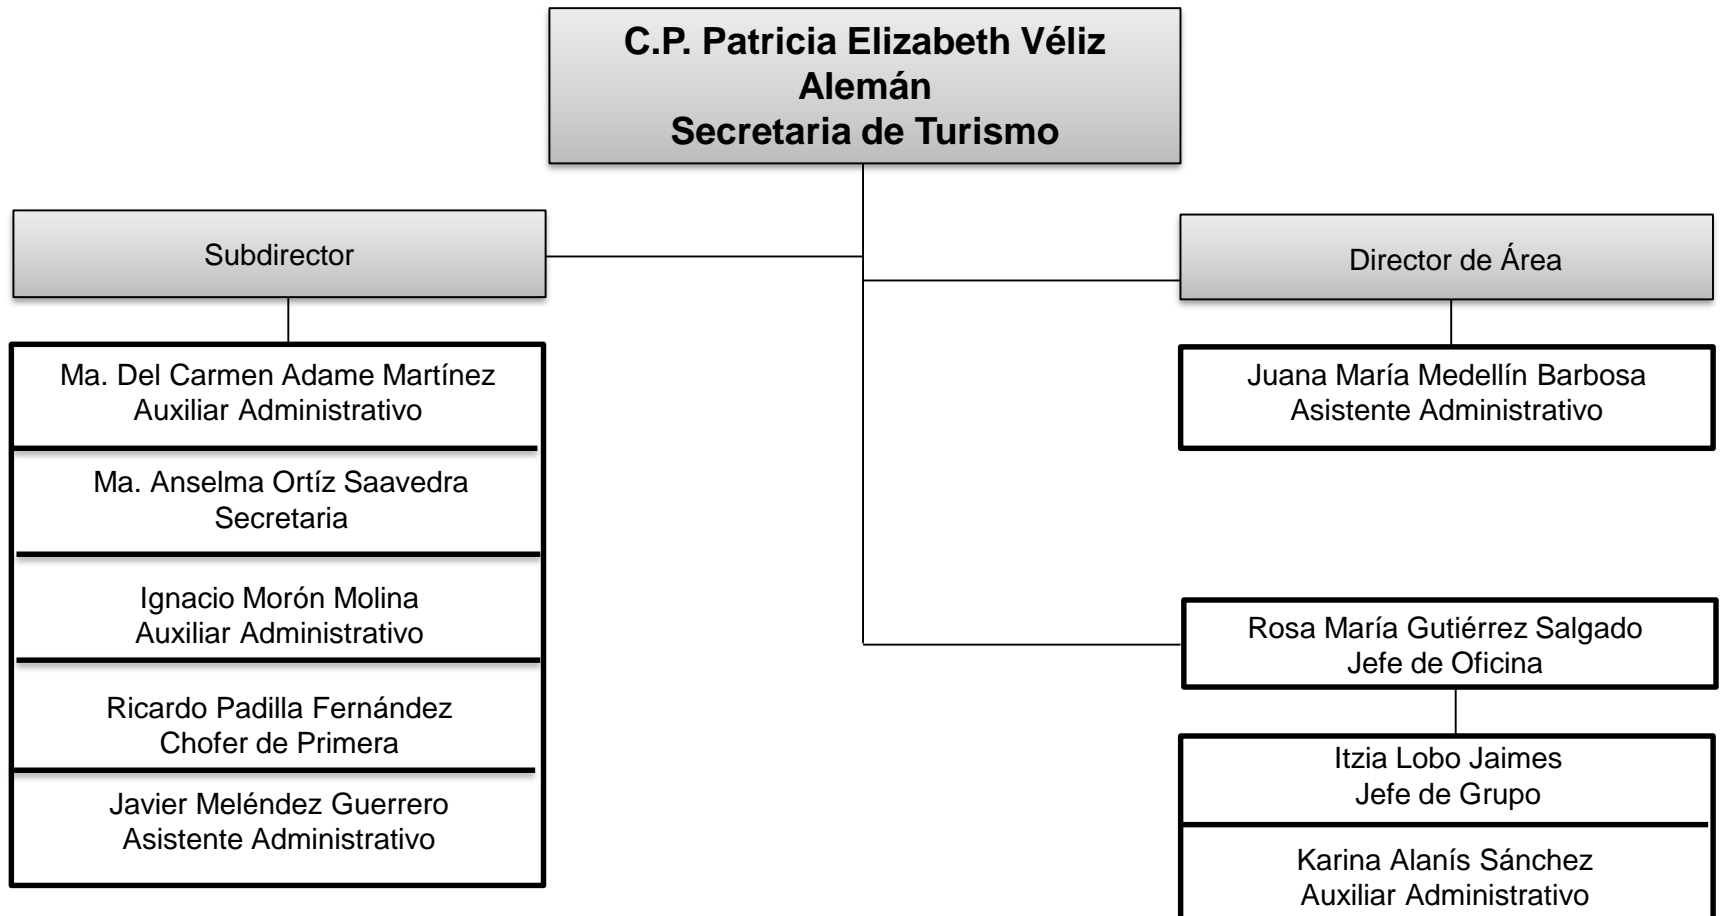 C.P. Patricia Elizabeth Véliz
Alemán
Secretaria de Turismo
Subdirector
Director de Área
Ma. Del Carmen Adame Martínez
Auxiliar Administrativo
Ma. Anselma Ortíz Saavedra
Secretaria
Ignacio Morón Molina
Auxiliar Administrativo
Ricardo Padilla Fernández
Chofer de Primera
Javier Meléndez Guerrero
Asistente Administrativo
Juana María Medellín Barbosa
Asistente Administrativo
Rosa María Gutiérrez Salgado
Jefe de Oficina
Itzia Lobo Jaimes
Jefe de Grupo
Karina Alanís Sánchez
Auxiliar Administrativo